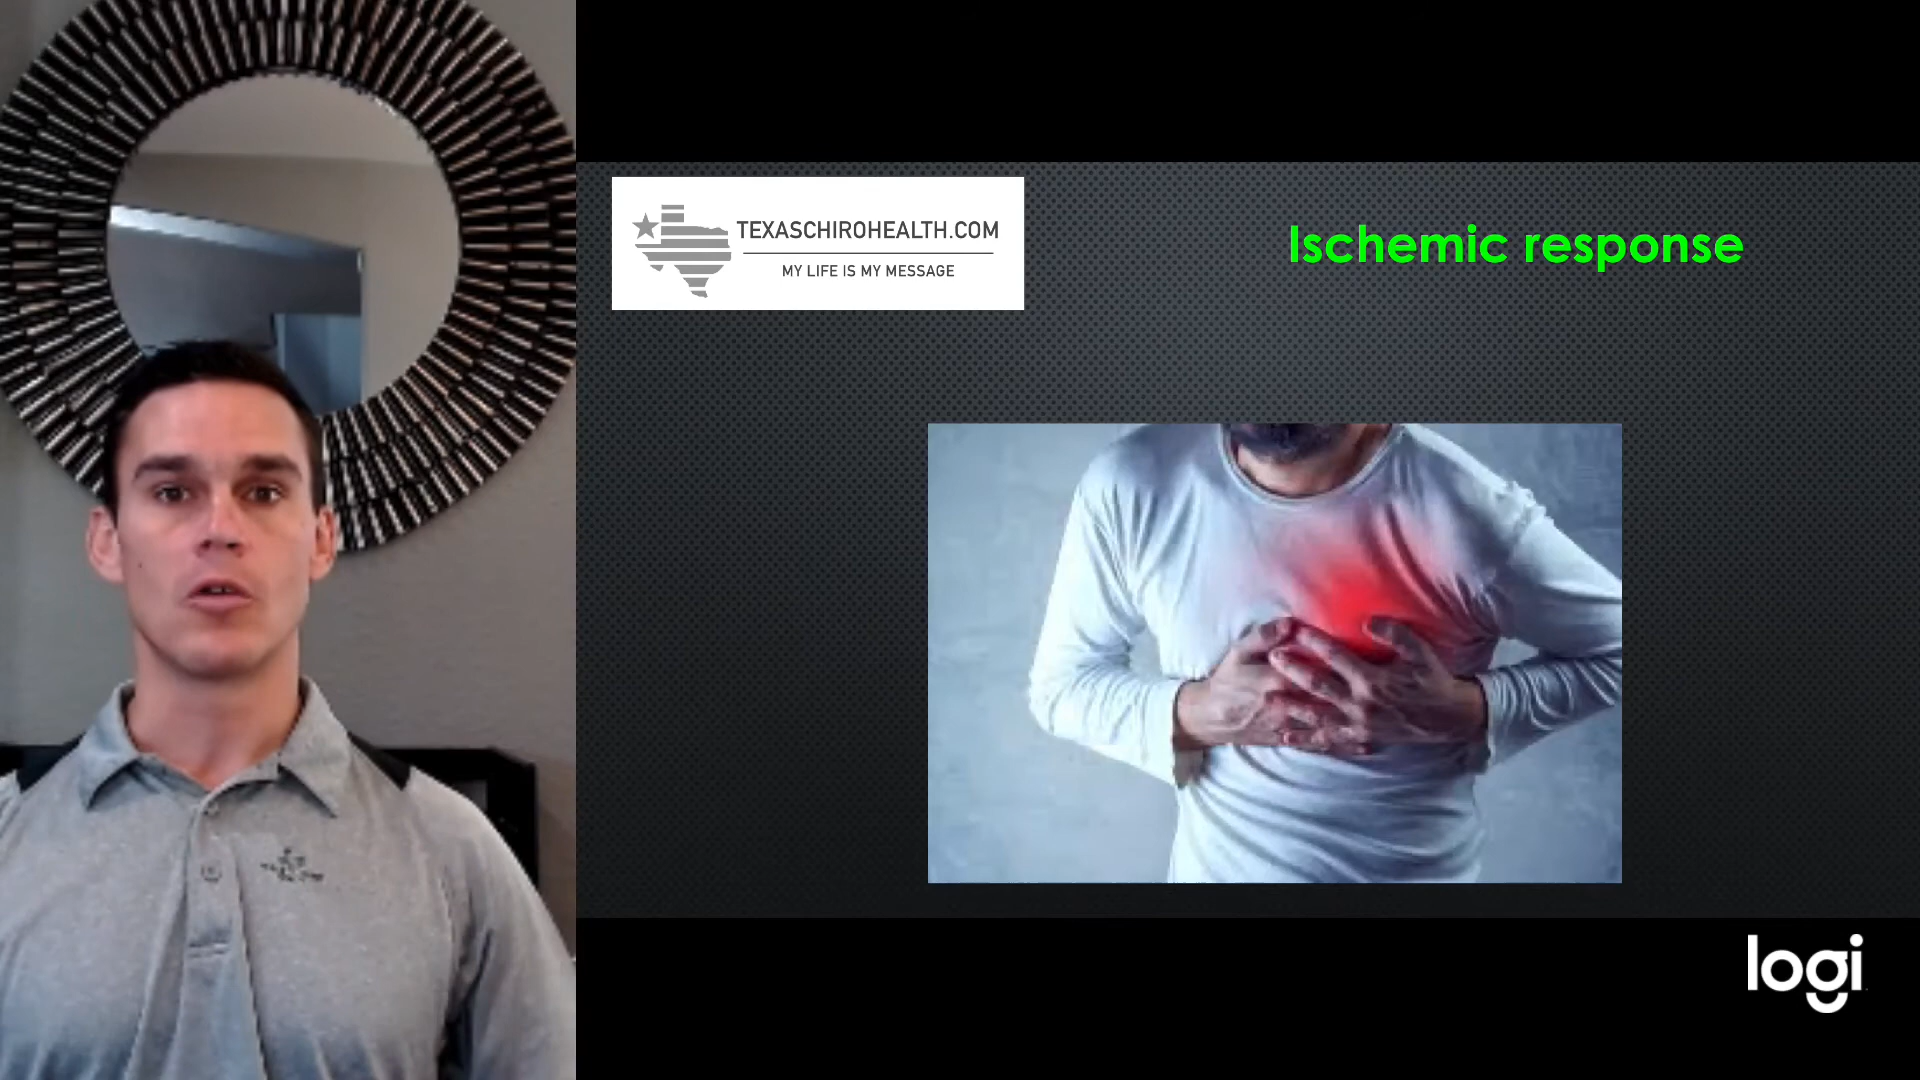 TEXASCHIROHEALTH.COM
MY LIFE IS MY MESSAGE
Ischemic response
logi